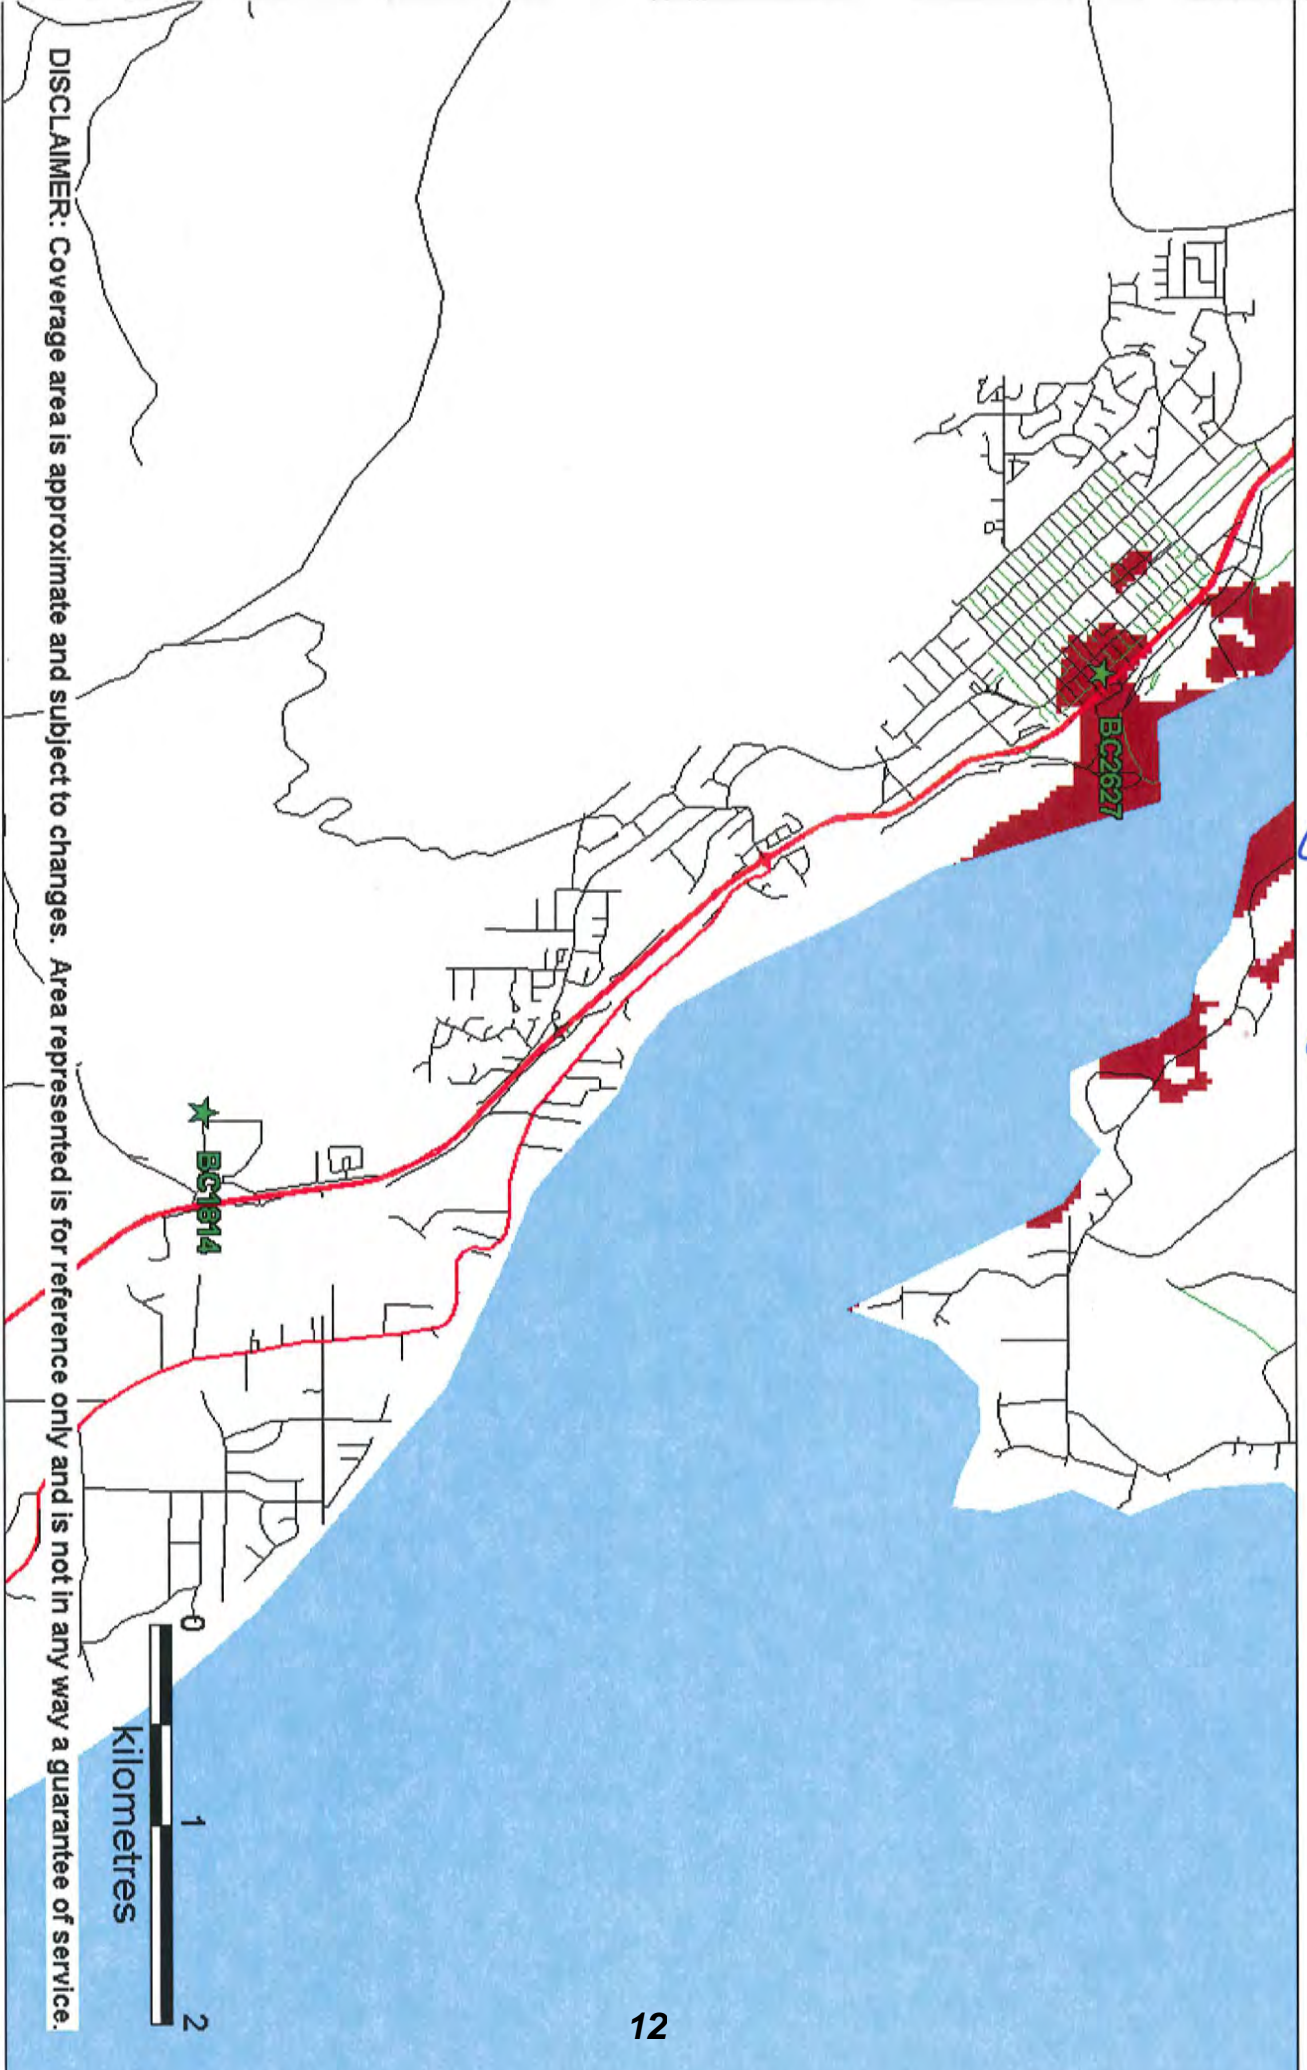 BC2627
BC1814
0 1 2
kilometres
DISCLAIMER: Coverage area is approximate and subject to changes. Area represented is for reference only and is not in any way a guarantee of service.
12